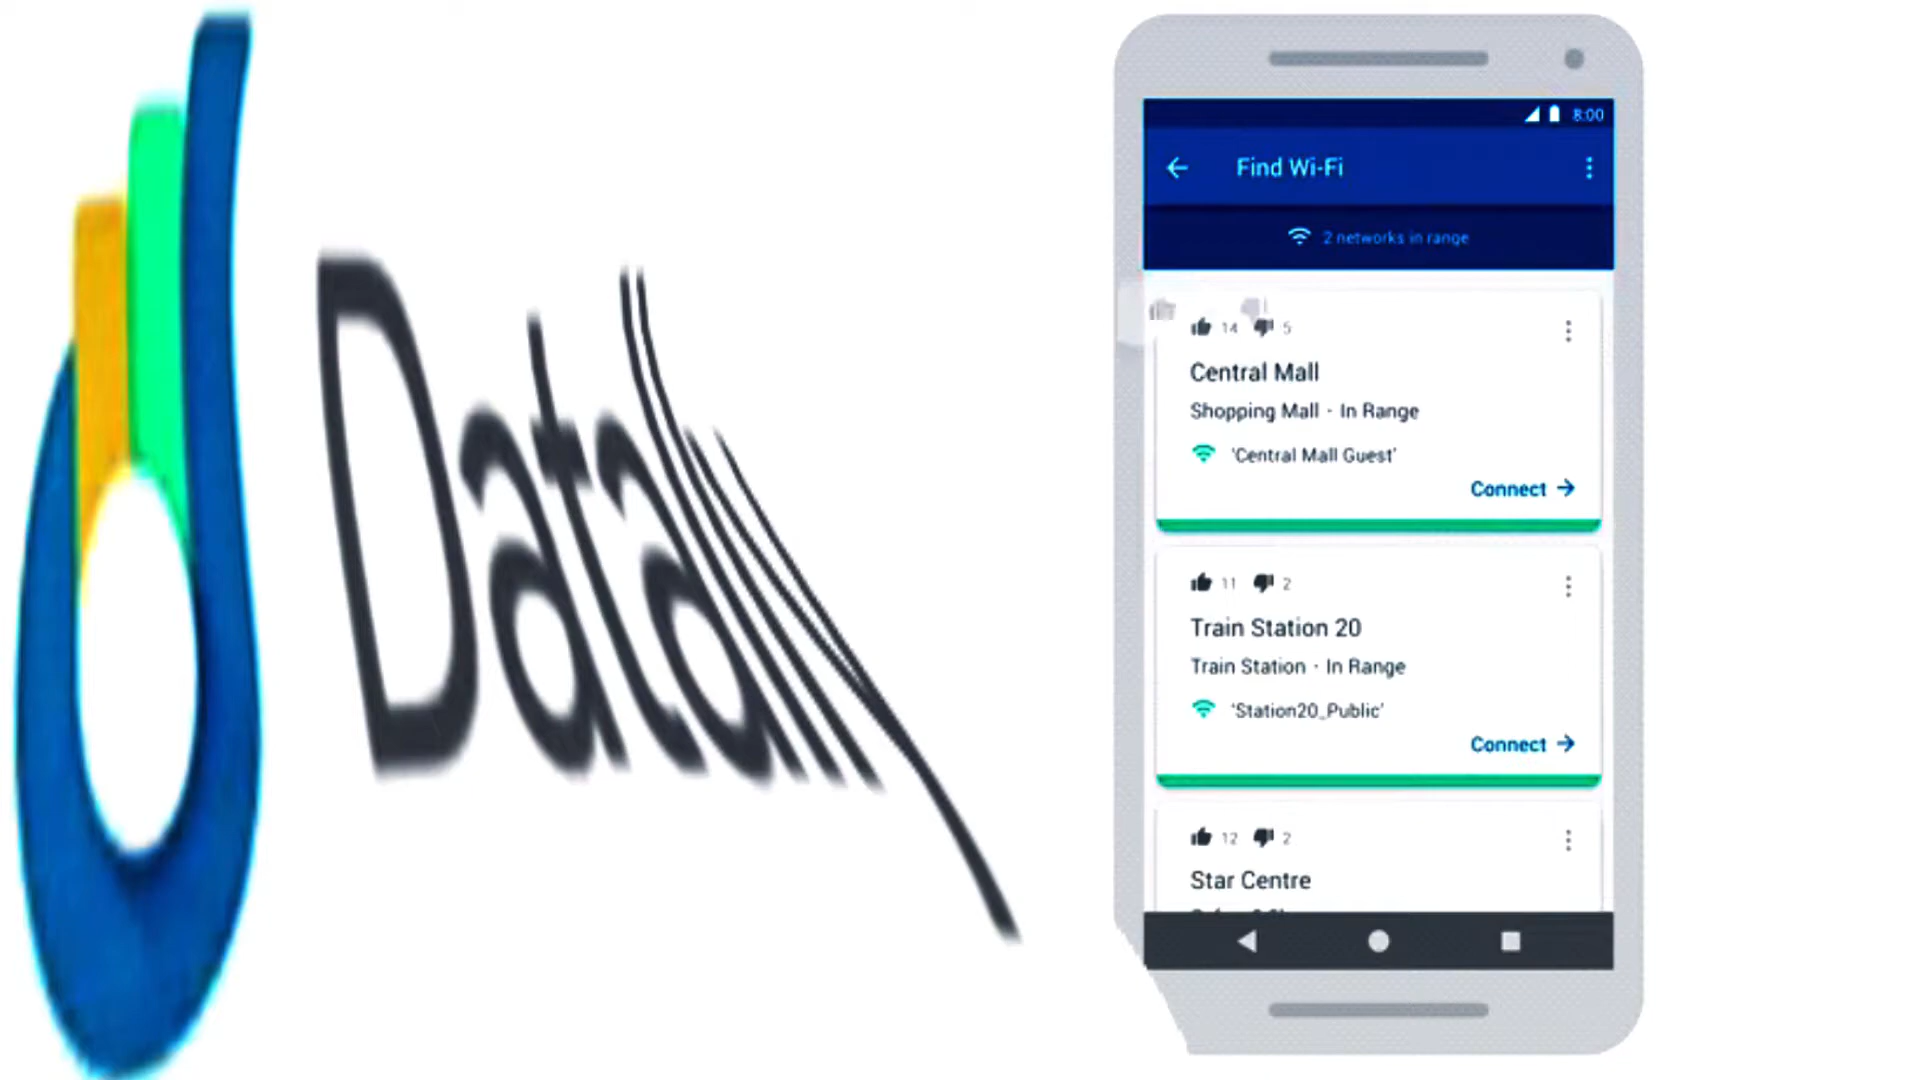 Datally
8:00
Find Wi-Fi
2 networks in range
14 5
Central Mall
Shopping Mall · In Range
'Central Mall Guest'
Connect →
11 2
Train Station 20
Train Station · In Range
'Station20_Public'
Connect →
12 2
Star Centre